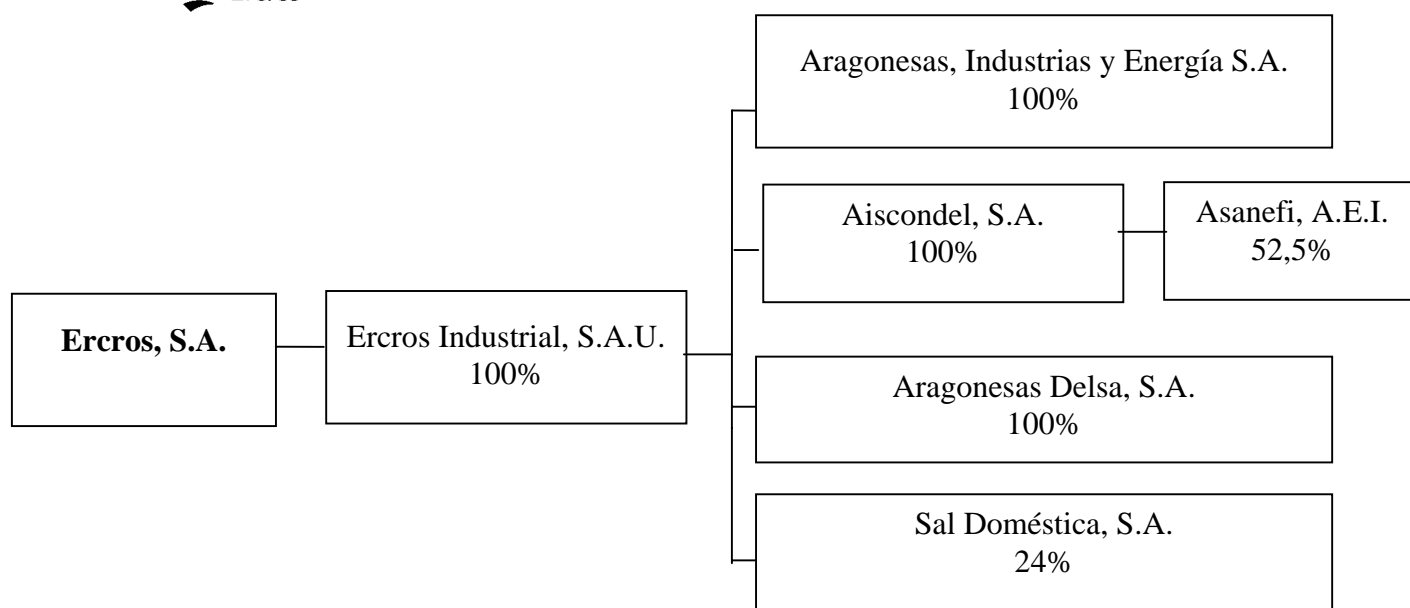 Aragonesas, Industrias y Energía S.A.
100%
Aiscondel, S.A.
100%
Asanefi, A.E.I.
52,5%
Ercros, S.A.
Ercros Industrial, S.A.U.
100%
Aragonesas Delsa, S.A.
100%
Sal Doméstica, S.A.
24%